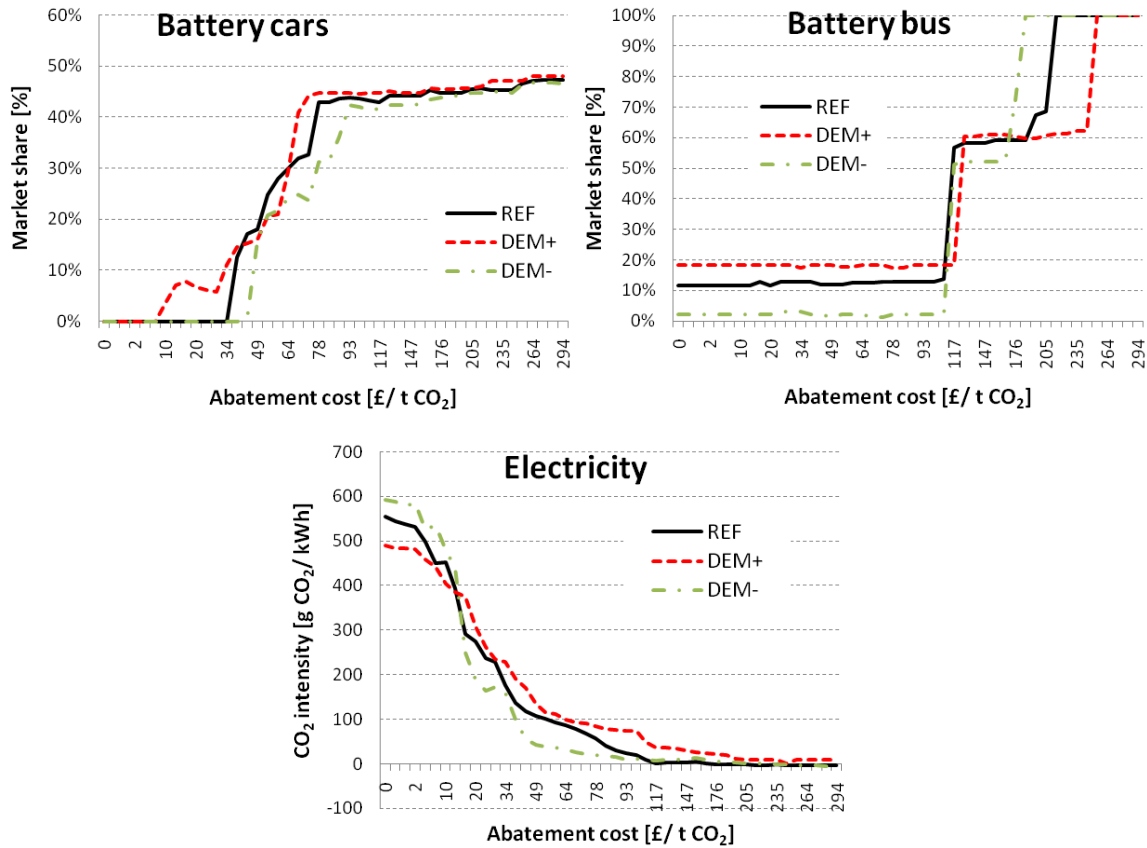 Battery cars
Market share [%]
60%
50%
40%
30%
20%
10%
0%
REF
DEM+
DEM-
0 2 10 20 34 49 64 78 93 117 147 176 205 235 264 294
Abatement cost [£/ t CO₂]
Battery bus
Market share [%]
100%
90%
80%
70%
60%
50%
40%
30%
20%
10%
0%
REF
DEM+
DEM-
0 2 10 20 34 49 64 78 93 117 147 176 205 235 264 294
Abatement cost [£/ t CO₂]
Electricity
CO₂ intensity [g CO₂/ kWh]
700
600
500
400
300
200
100
0
-100
REF
DEM+
DEM-
0 2 10 20 34 49 64 78 93 117 147 176 205 235 264 294
Abatement cost [£/ t CO₂]